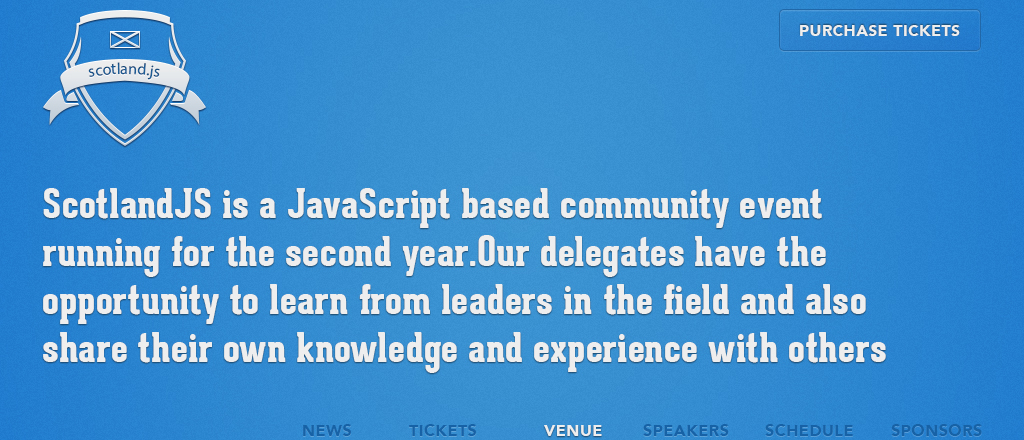 scotland.js
PURCHASE TICKETS
ScotlandJS is a JavaScript based community event
running for the second year.Our delegates have the
opportunity to learn from leaders in the field and also
share their own knowledge and experience with others
NEWS TICKETS VENUE SPEAKERS SCHEDULE SPONSORS